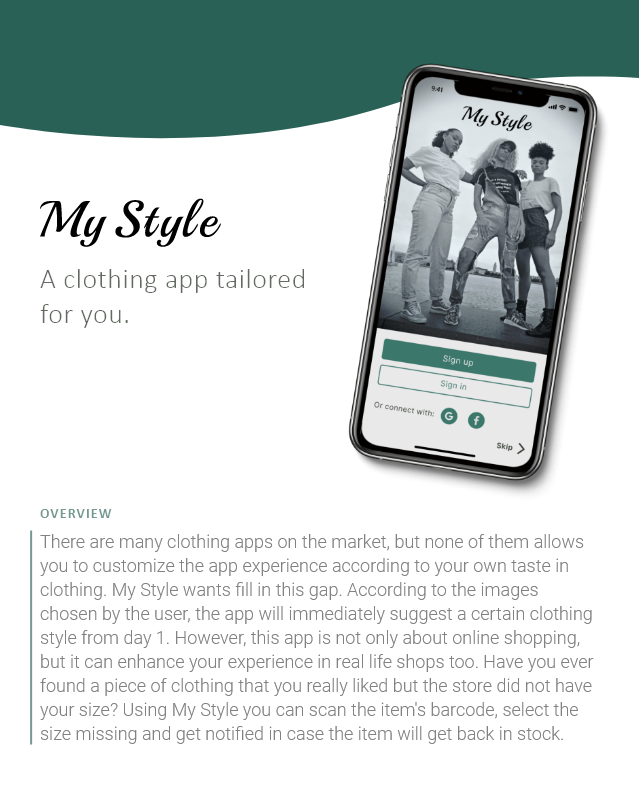 9:41
My Style
My Style
A clothing app tailored
for you.
Sign up
Sign in
Or connect with:
G
f
Skip
OVERVIEW
There are many clothing apps on the market, but none of them allows
you to customize the app experience according to your own taste in
clothing. My Style wants fill in this gap. According to the images
chosen by the user, the app will immediately suggest a certain clothing
style from day 1. However, this app is not only about online shopping,
but it can enhance your experience in real life shops too. Have you ever
found a piece of clothing that you really liked but the store did not have
your size? Using My Style you can scan the item's barcode, select the
size missing and get notified in case the item will get back in stock.